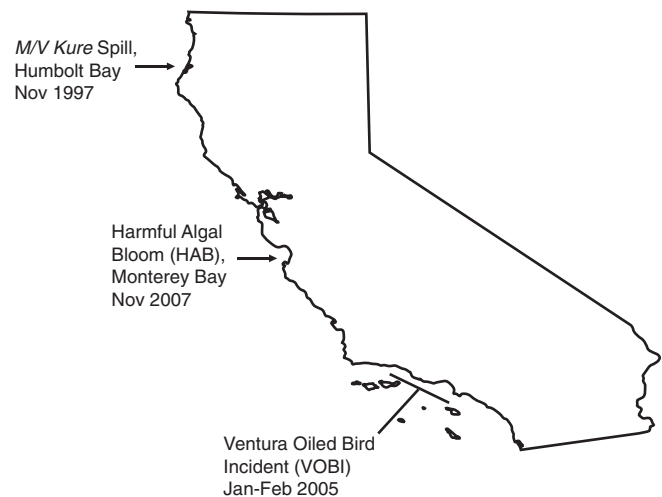 M/V Kure Spill,
Humbolt Bay
Nov 1997
Harmful Algal
Bloom (HAB),
Monterey Bay
Nov 2007
Ventura Oiled Bird
Incident (VOBI)
Jan-Feb 2005